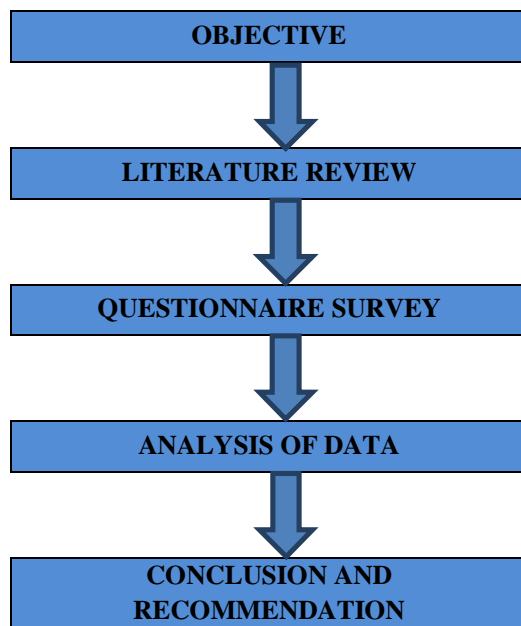 OBJECTIVE
LITERATURE REVIEW
QUESTIONNAIRE SURVEY
ANALYSIS OF DATA
CONCLUSION AND
RECOMMENDATION